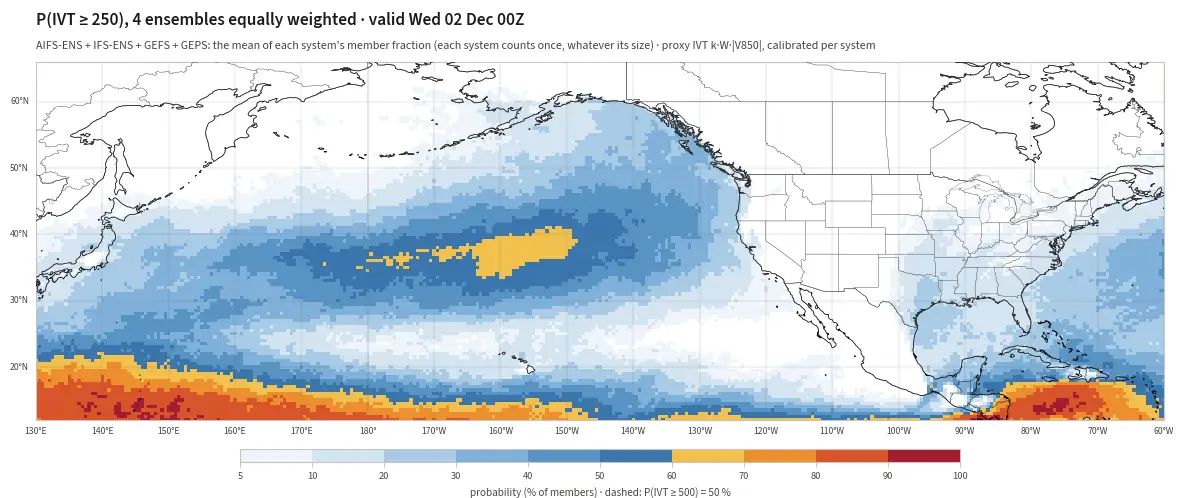 P(IVT ≥ 250), 4 ensembles equally weighted · valid Wed 02 Dec 00Z
AIFS-ENS + IFS-ENS + GEFS + GEPS: the mean of each system's member fraction (each system counts once, whatever its size) · proxy IVT k·W·|V850|, calibrated per system
60°N
50°N
40°N
30°N
20°N
130°E 140°E 150°E 160°E 170°E 180° 170°W 160°W 150°W 140°W 130°W 120°W 110°W 100°W 90°W 80°W 70°W 60°W
5 10 20 30 40 50 60 70 80 90 100
probability (% of members) · dashed: P(IVT ≥ 500) = 50 %